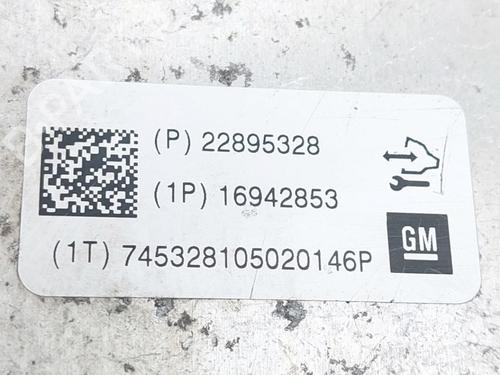 (P) 22895328
(1P) 16942853
(1T) 745328105020146P
GM